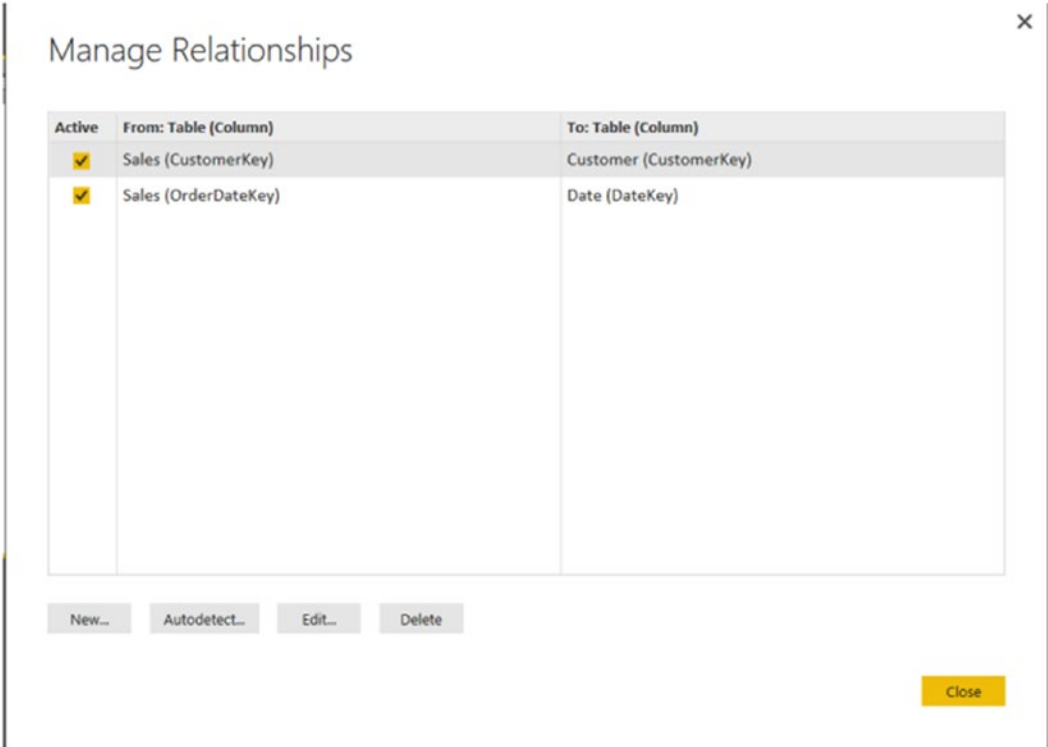 Manage Relationships
Active From: Table (Column) To: Table (Column)
Sales (CustomerKey) Customer (CustomerKey)
Sales (OrderDateKey) Date (DateKey)
New... Autodetect... Edit... Delete
Close